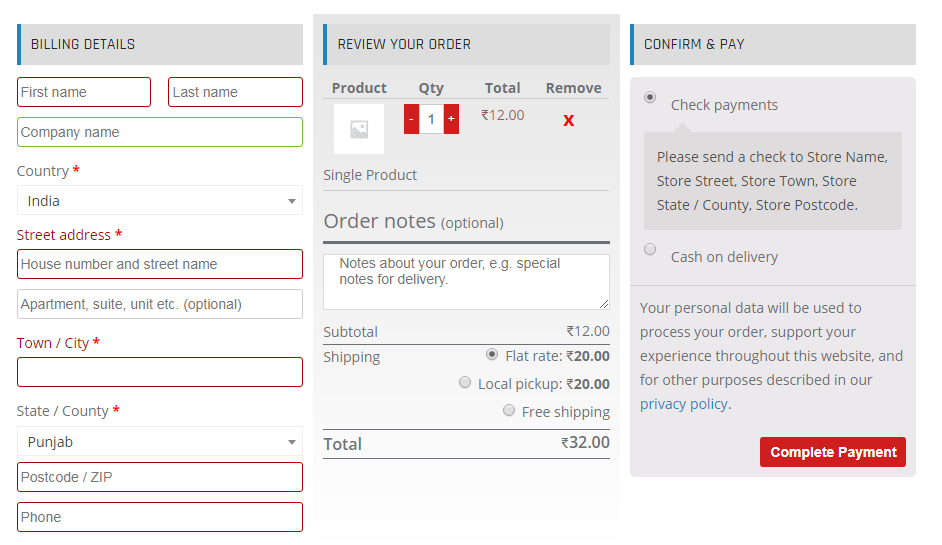 BILLING DETAILS
First name
Last name
Company name
Country *
India
Street address *
House number and street name
Apartment, suite, unit etc. (optional)
Town / City *
State / County *
Punjab
Postcode / ZIP
Phone
REVIEW YOUR ORDER
Product Qty Total Remove
- 1 + ₹12.00 X
Single Product
Order notes (optional)
Notes about your order, e.g. special
notes for delivery.
Subtotal ₹12.00
Shipping Flat rate: ₹20.00
Local pickup: ₹20.00
Free shipping
Total ₹32.00
CONFIRM & PAY
Check payments
Please send a check to Store Name,
Store Street, Store Town, Store
State / County, Store Postcode.
Cash on delivery
Your personal data will be used to
process your order, support your
experience throughout this website, and
for other purposes described in our
privacy policy.
Complete Payment